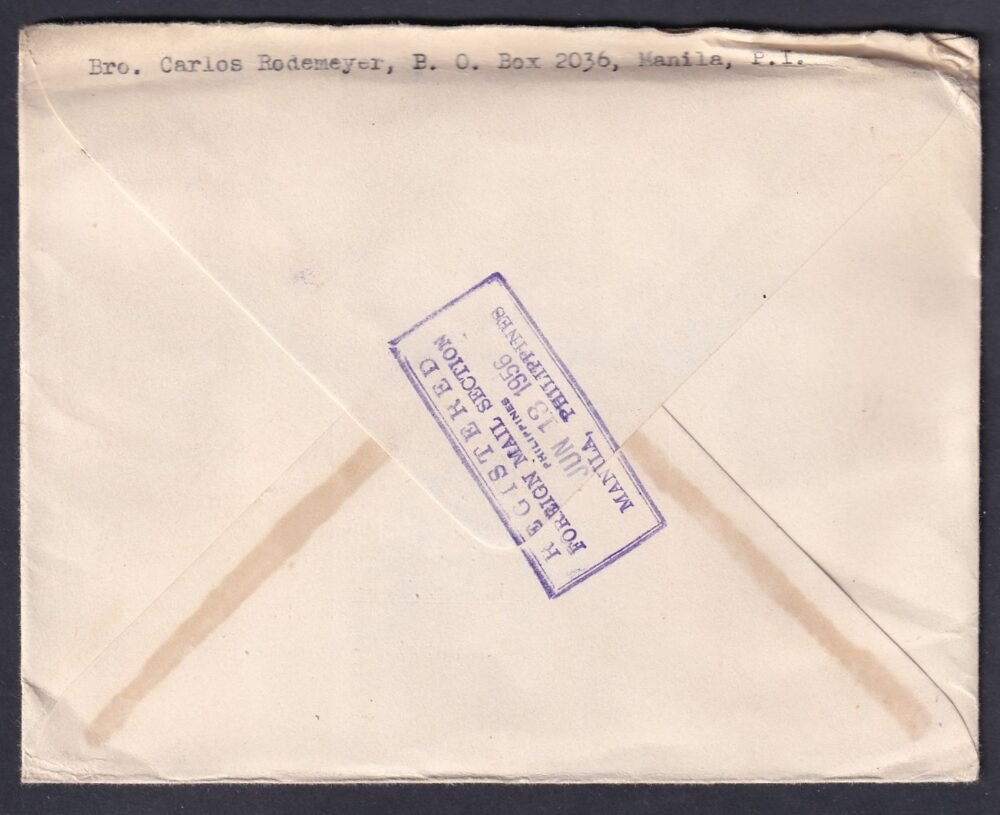 Bro. Carlos Rodemeyer, B. O. Box 2036, Manila, P.I.
REGISTERED
FOREIGN MAIL SECTION
PHILIPPINES
JUN 13 1956
MANILA, PHILIPPINES